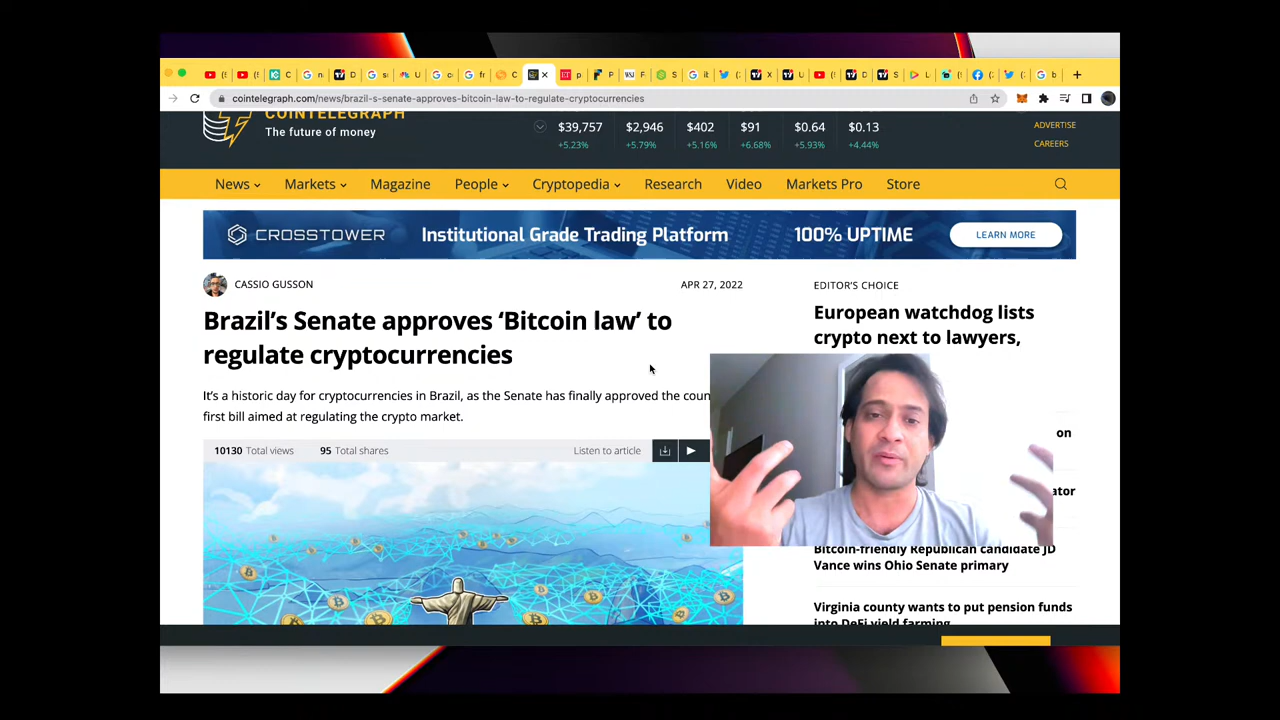 (
(
C
n
D
s
U
c
fr
C
ET
p
P
WSJ
F
S
it
(
X
U
(
D
S
L
(
(2
(
b
cointelegraph.com/news/brazil-s-senate-approves-bitcoin-law-to-regulate-cryptocurrencies
COINTELEGRAPH
The future of money
$39,757 $2,946 $402 $91 $0.64 $0.13
+5.23% +5.79% +5.16% +6.68% +5.93% +4.44%
ADVERTISE
CAREERS
News Markets Magazine People Cryptopedia Research Video Markets Pro Store
CROSSTOWER Institutional Grade Trading Platform 100% UPTIME LEARN MORE
CASSIO GUSSON APR 27, 2022
Brazil's Senate approves ‘Bitcoin law’ to
regulate cryptocurrencies
It's a historic day for cryptocurrencies in Brazil, as the Senate has finally approved the coun
first bill aimed at regulating the crypto market.
10130 Total views 95 Total shares Listen to article
EDITOR'S CHOICE
European watchdog lists
crypto next to lawyers,
on
ator
Bitcoin-friendly Republican candidate JD
Vance wins Ohio Senate primary
Virginia county wants to put pension funds
into DeFi yield farming